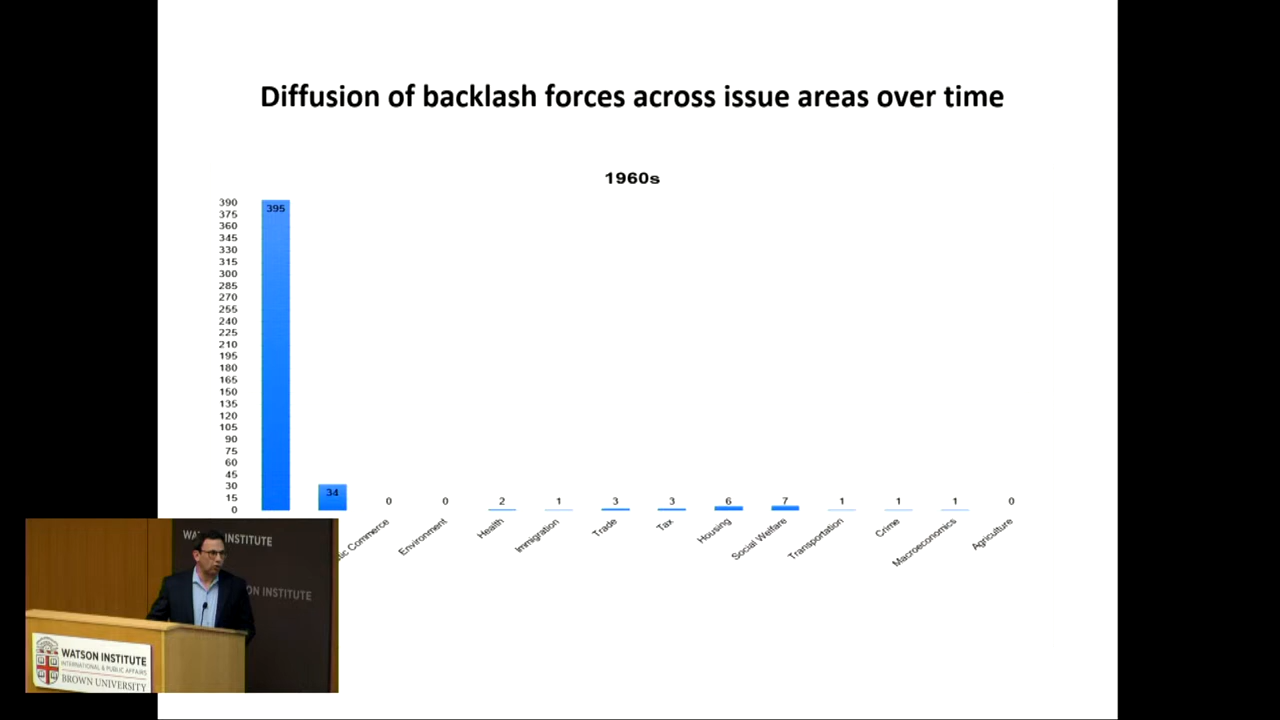 Diffusion of backlash forces across issue areas over time
1960s
390
375
360
345
330
315
300
285
270
255
240
225
210
195
180
165
150
135
120
105
90
75
60
45
30
15
0
395
34
0
0
2
1
3
3
6
7
1
1
1
0
Commerce
Environment
Health
Immigration
Trade
Tax
Housing
Social Welfare
Transportation
Crime
Macroeconomics
Agriculture
INSTITUTE
ON INSTITUTE
WATSON INSTITUTE
INTERNATIONAL & PUBLIC AFFAIRS
BROWN UNIVERSITY